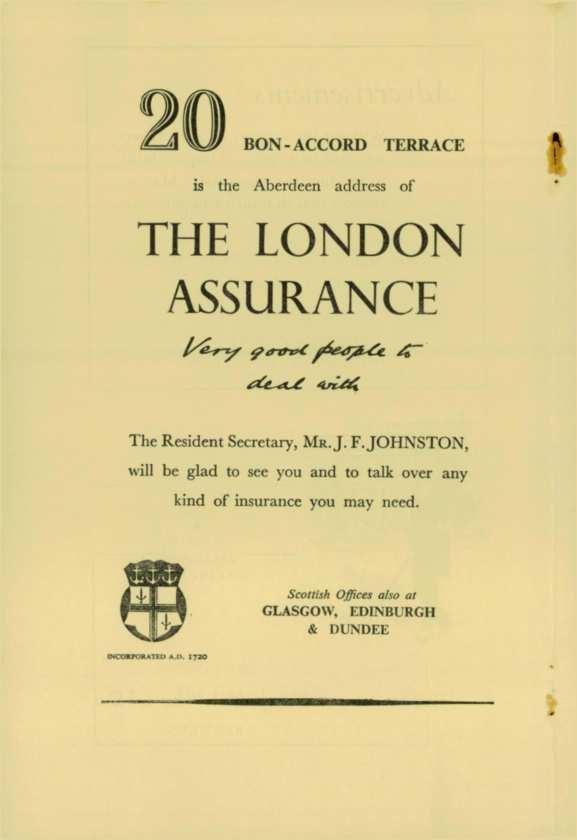 20 BON-ACCORD TERRACE
is the Aberdeen address of
THE LONDON
ASSURANCE
Very good people to
deal with
The Resident Secretary, MR. J. F. JOHNSTON,
will be glad to see you and to talk over any
kind of insurance you may need.
INCORPORATED A.D. 1720
Scottish Offices also at
GLASGOW, EDINBURGH
& DUNDEE